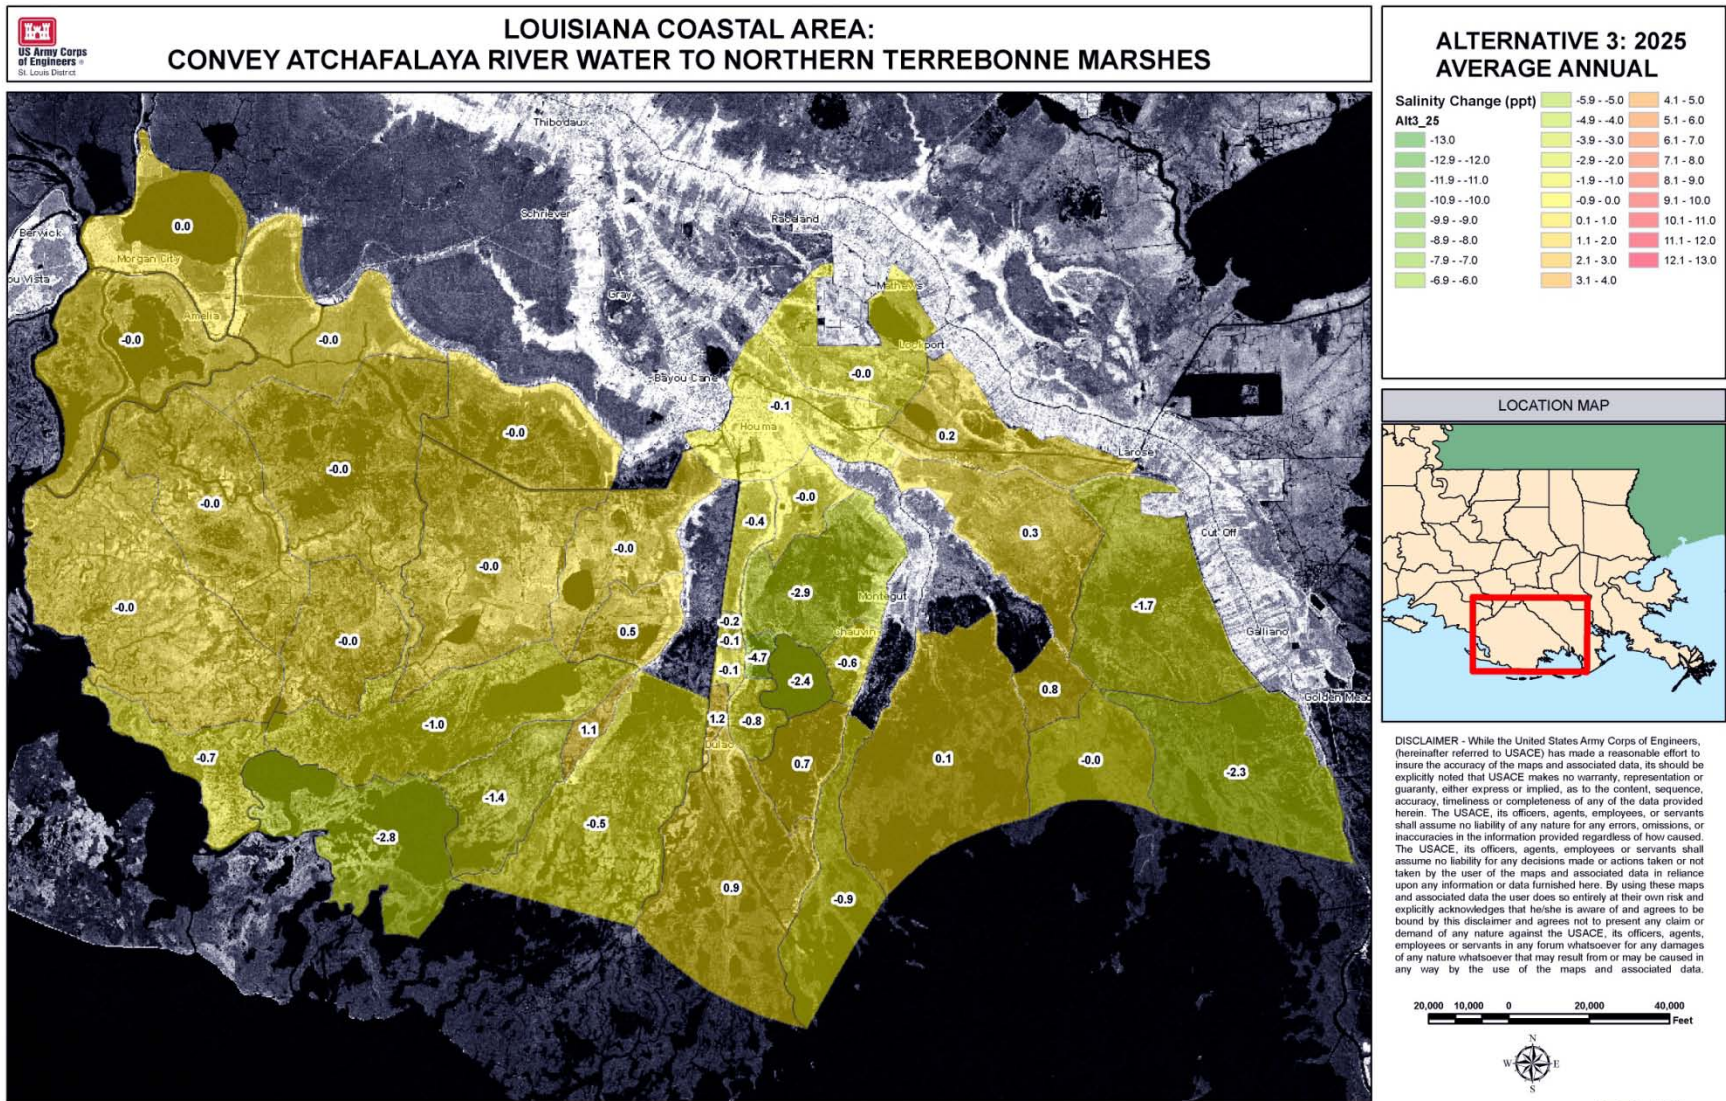 US Army Corps
of Engineers ®
St. Louis District
LOUISIANA COASTAL AREA:
CONVEY ATCHAFALAYA RIVER WATER TO NORTHERN TERREBONNE MARSHES
ALTERNATIVE 3: 2025
AVERAGE ANNUAL
Salinity Change (ppt)
Alt3_25
-13.0
-12.9 - -12.0
-11.9 - -11.0
-10.9 - -10.0
-9.9 - -9.0
-8.9 - -8.0
-7.9 - -7.0
-6.9 - -6.0
-5.9 - -5.0
-4.9 - -4.0
-3.9 - -3.0
-2.9 - -2.0
-1.9 - -1.0
-0.9 - 0.0
0.1 - 1.0
1.1 - 2.0
2.1 - 3.0
3.1 - 4.0
4.1 - 5.0
5.1 - 6.0
6.1 - 7.0
7.1 - 8.0
8.1 - 9.0
9.1 - 10.0
10.1 - 11.0
11.1 - 12.0
12.1 - 13.0
Thibodaux
Schriever
Raceland
0.0
Berwick
Morgan City
ou Vista
Gray
Mathews
Amelia
-0.0
-0.0
Lockport
Bayou Cane
-0.0
-0.1
Houma
-0.0
0.2
Larose
-0.0
-0.0
-0.0
-0.4
0.3
Cut Off
-0.0
-0.0
-2.9
Montegut
-0.0
-1.7
-0.2
0.5
Chauvin
Galliano
-0.0
-0.1
-4.7
-0.6
-0.1
-2.4
0.8
Golden Mead
-1.0
1.1
1.2
-0.8
Dulac
-0.7
0.7
0.1
-0.0
-2.3
-1.4
-0.5
-2.8
0.9
-0.9
LOCATION MAP
DISCLAIMER - While the United States Army Corps of Engineers,
(hereinafter referred to USACE) has made a reasonable effort to
insure the accuracy of the maps and associated data, its should be
explicitly noted that USACE makes no warranty, representation or
guaranty, either express or implied, as to the content, sequence,
accuracy, timeliness or completeness of any of the data provided
herein. The USACE, its officers, agents, employees, or servants
shall assume no liability of any nature for any errors, omissions, or
inaccuracies in the information provided regardless of how caused.
The USACE, its officers, agents, employees or servants shall
assume no liability for any decisions made or actions taken or not
taken by the user of the maps and associated data in reliance
upon any information or data furnished here. By using these maps
and associated data the user does so entirely at their own risk and
explicitly acknowledges that he/she is aware of and agrees to be
bound by this disclaimer and agrees not to present any claim or
demand of any nature against the USACE, its officers, agents,
employees or servants in any forum whatsoever for any damages
of any nature whatsoever that may result from or may be caused in
any way by the use of the maps and associated data.
20,000 10,000 0 20,000 40,000
Feet
N
W E
S